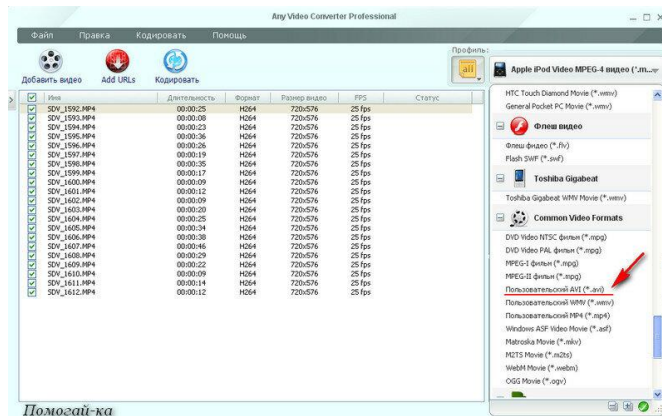 Any Video Converter Professional
Файл Правка Кодировать Помощь
Добавить видео Add URLs Кодировать
Профиль:
all
Apple iPod Video MPEG-4 видео (*.m...
Имя Длительность Формат Размер видео FPS Статус
SDV_1592.MP4 00:00:25 H264 720x576 25 fps
SDV_1593.MP4 00:00:08 H264 720x576 25 fps
SDV_1594.MP4 00:00:23 H264 720x576 25 fps
SDV_1595.MP4 00:00:36 H264 720x576 25 fps
SDV_1596.MP4 00:00:26 H264 720x576 25 fps
SDV_1597.MP4 00:00:19 H264 720x576 25 fps
SDV_1598.MP4 00:00:35 H264 720x576 25 fps
SDV_1599.MP4 00:00:17 H264 720x576 25 fps
SDV_1600.MP4 00:00:09 H264 720x576 25 fps
SDV_1601.MP4 00:00:12 H264 720x576 25 fps
SDV_1602.MP4 00:00:09 H264 720x576 25 fps
SDV_1603.MP4 00:00:20 H264 720x576 25 fps
SDV_1604.MP4 00:00:25 H264 720x576 25 fps
SDV_1605.MP4 00:00:34 H264 720x576 25 fps
SDV_1606.MP4 00:00:38 H264 720x576 25 fps
SDV_1607.MP4 00:00:46 H264 720x576 25 fps
SDV_1608.MP4 00:00:29 H264 720x576 25 fps
SDV_1609.MP4 00:00:22 H264 720x576 25 fps
SDV_1610.MP4 00:00:09 H264 720x576 25 fps
SDV_1611.MP4 00:00:14 H264 720x576 25 fps
SDV_1612.MP4 00:00:12 H264 720x576 25 fps
HTC Touch Diamond Movie (*.wmv)
General Pocket PC Movie (*.wmv)
Флеш видео
Флеш фидео (*.flv)
Flash SWF (*.swf)
Toshiba Gigabeat
Toshiba Gigabeat WMV Movie (*.wmv)
Common Video Formats
DVD Video NTSC фильм (*.mpg)
DVD Video PAL фильм (*.mpg)
MPEG-I фильм (*.mpg)
MPEG-II фильм (*.mpg)
Пользовательский AVI (*.avi)
Пользовательский WMV (*.wmv)
Пользовательский MP4 (*.mp4)
Windows ASF Video Movie (*.asf)
Matroska Movie (*.mkv)
M2TS Movie (*.m2ts)
WebM Movie (*.webm)
OGG Movie (*.ogv)
Помогай-ка